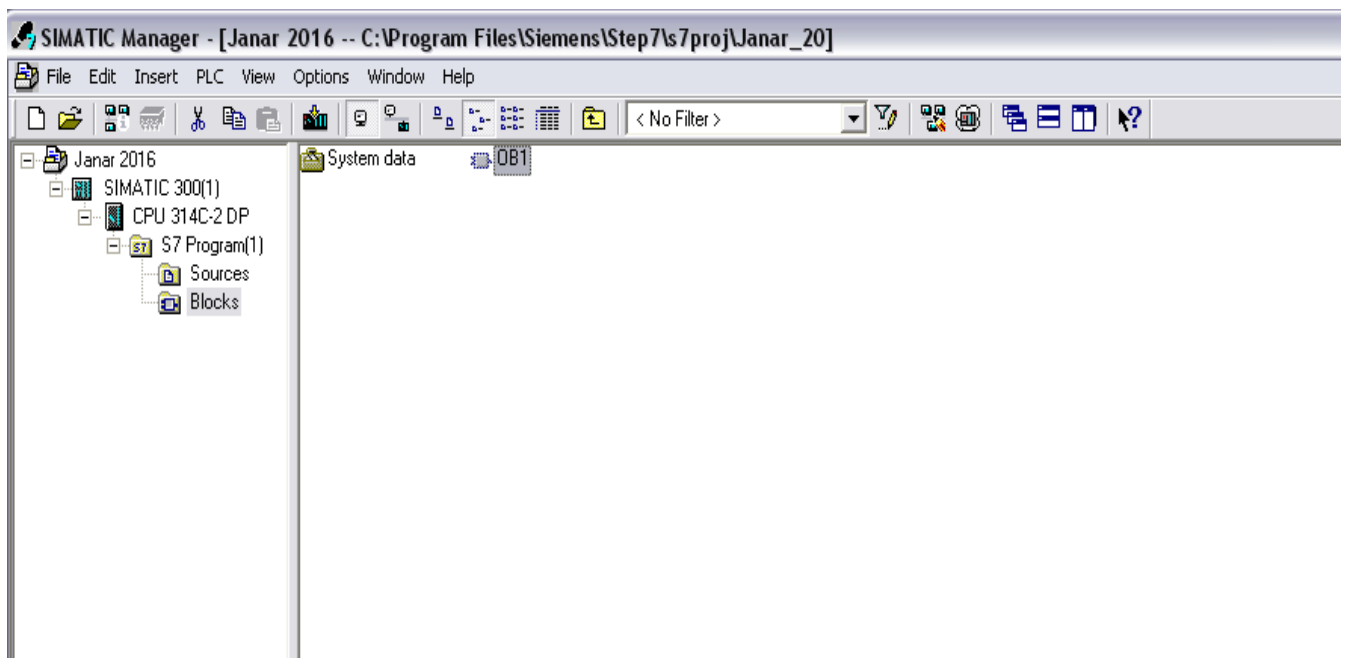 SIMATIC Manager - [Janar 2016 -- C:\Program Files\Siemens\Step7\s7proj\Janar_20]
File Edit Insert PLC View Options Window Help
< No Filter >
Janar 2016
SIMATIC 300(1)
CPU 314C-2 DP
S7 Program(1)
Sources
Blocks
System data OB1